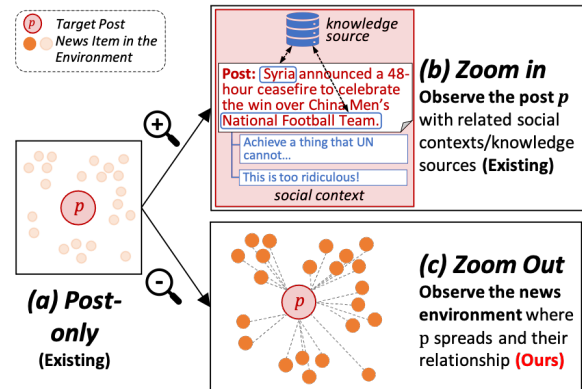 p Target Post
News Item in the
Environment
p
(a) Post-
only
(Existing)
knowledge
source
Post: Syria announced a 48-
hour ceasefire to celebrate
the win over China Men's
National Football Team.
Achieve a thing that UN
cannot...
This is too ridiculous!
social context
(b) Zoom in
Observe the post p
with related social
contexts/knowledge
sources (Existing)
p
(c) Zoom Out
Observe the news
environment where
p spreads and their
relationship (Ours)